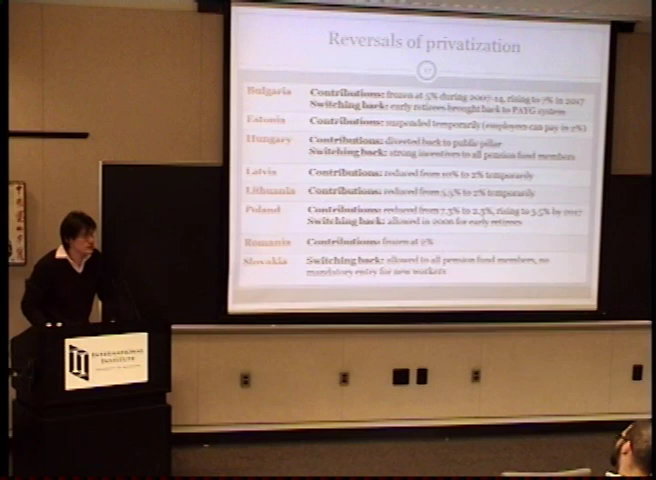 Reversals of privatization
Bulgaria Contributions: frozen at 5% during 2007-14, rising to 7% in 2017
Switching back: early retirees brought back to PAYG system
Estonia Contributions: suspended temporarily (employees can pay in 2%)
Hungary Contributions: diverted back to public pillar
Switching back: strong incentives to all pension fund members
Latvia Contributions: reduced from 10% to 2% temporarily
Lithuania Contributions: reduced from 5.5% to 2% temporarily
Poland Contributions: reduced from 7.3% to 2.3%, rising to 3.5% by 2017
Switching back: allowed in 2006 for early retirees
Romania Contributions: frozen at 2%
Slovakia Switching back: allowed to all pension fund members, no
mandatory entry for new workers
INTERNATIONAL
INSTITUTE